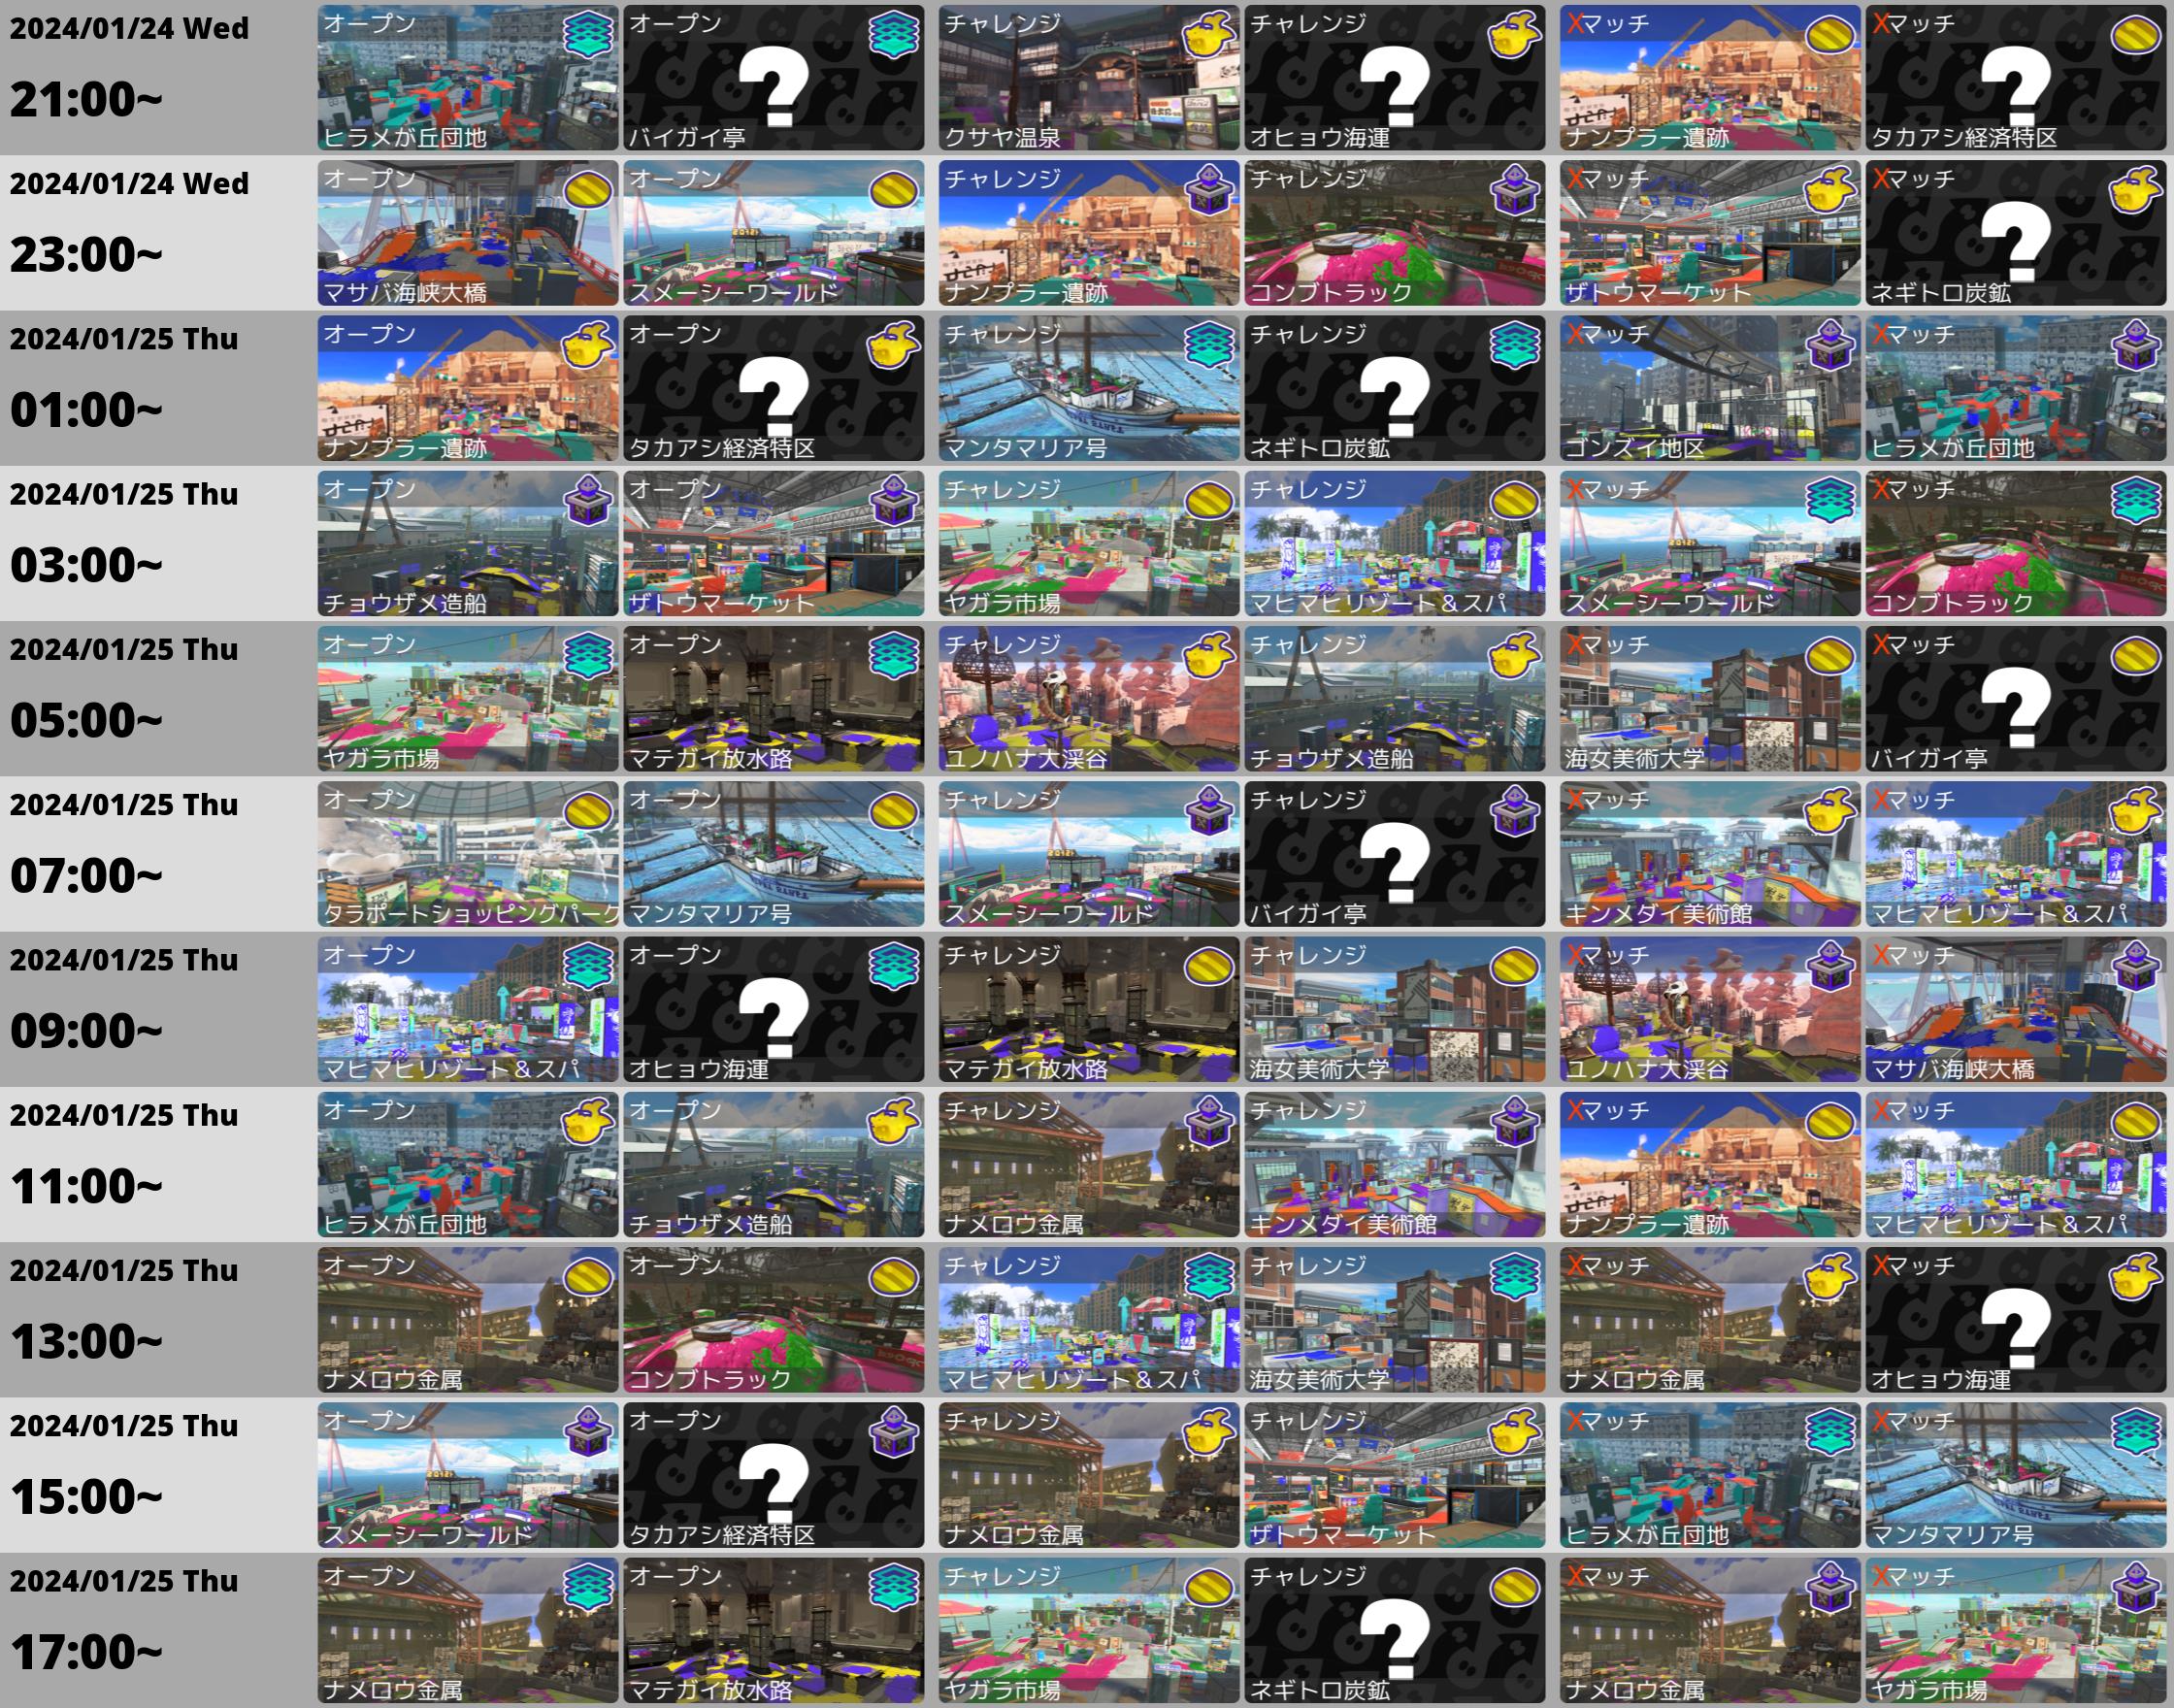 2024/01/24 Wed
21:00~
オープン
ヒラメが丘団地
オープン
バイガイ亭
チャレンジ
クサヤ温泉
チャレンジ
オヒョウ海運
Xマッチ
ナンプラー遺跡
Xマッチ
タカアシ経済特区
2024/01/24 Wed
23:00~
オープン
マサバ海峡大橋
オープン
スメーシーワールド
チャレンジ
ナンプラー遺跡
チャレンジ
コンブトラック
Xマッチ
ザトウマーケット
Xマッチ
ネギトロ炭鉱
2024/01/25 Thu
01:00~
オープン
ナンプラー遺跡
オープン
タカアシ経済特区
チャレンジ
マンタマリア号
チャレンジ
ネギトロ炭鉱
Xマッチ
ゴンズイ地区
Xマッチ
ヒラメが丘団地
2024/01/25 Thu
03:00~
オープン
チョウザメ造船
オープン
ザトウマーケット
チャレンジ
ヤガラ市場
チャレンジ
マヒマヒリゾート＆スパ
Xマッチ
スメーシーワールド
Xマッチ
コンブトラック
2024/01/25 Thu
05:00~
オープン
ヤガラ市場
オープン
マテガイ放水路
チャレンジ
ユノハナ大渓谷
チャレンジ
チョウザメ造船
Xマッチ
海女美術大学
Xマッチ
バイガイ亭
2024/01/25 Thu
07:00~
オープン
タラポートショッピングパーク
オープン
マンタマリア号
チャレンジ
スメーシーワールド
チャレンジ
バイガイ亭
Xマッチ
キンメダイ美術館
Xマッチ
マヒマヒリゾート＆スパ
2024/01/25 Thu
09:00~
オープン
マヒマヒリゾート＆スパ
オープン
オヒョウ海運
チャレンジ
マテガイ放水路
チャレンジ
海女美術大学
Xマッチ
ユノハナ大渓谷
Xマッチ
マサバ海峡大橋
2024/01/25 Thu
11:00~
オープン
ヒラメが丘団地
オープン
チョウザメ造船
チャレンジ
ナメロウ金属
チャレンジ
キンメダイ美術館
Xマッチ
ナンプラー遺跡
Xマッチ
マヒマヒリゾート＆スパ
2024/01/25 Thu
13:00~
オープン
ナメロウ金属
オープン
コンブトラック
チャレンジ
マヒマヒリゾート＆スパ
チャレンジ
海女美術大学
Xマッチ
ナメロウ金属
Xマッチ
オヒョウ海運
2024/01/25 Thu
15:00~
オープン
スメーシーワールド
オープン
タカアシ経済特区
チャレンジ
ナメロウ金属
チャレンジ
ザトウマーケット
Xマッチ
ヒラメが丘団地
Xマッチ
マンタマリア号
2024/01/25 Thu
17:00~
オープン
ナメロウ金属
オープン
マテガイ放水路
チャレンジ
ヤガラ市場
チャレンジ
ネギトロ炭鉱
Xマッチ
ナメロウ金属
Xマッチ
ヤガラ市場